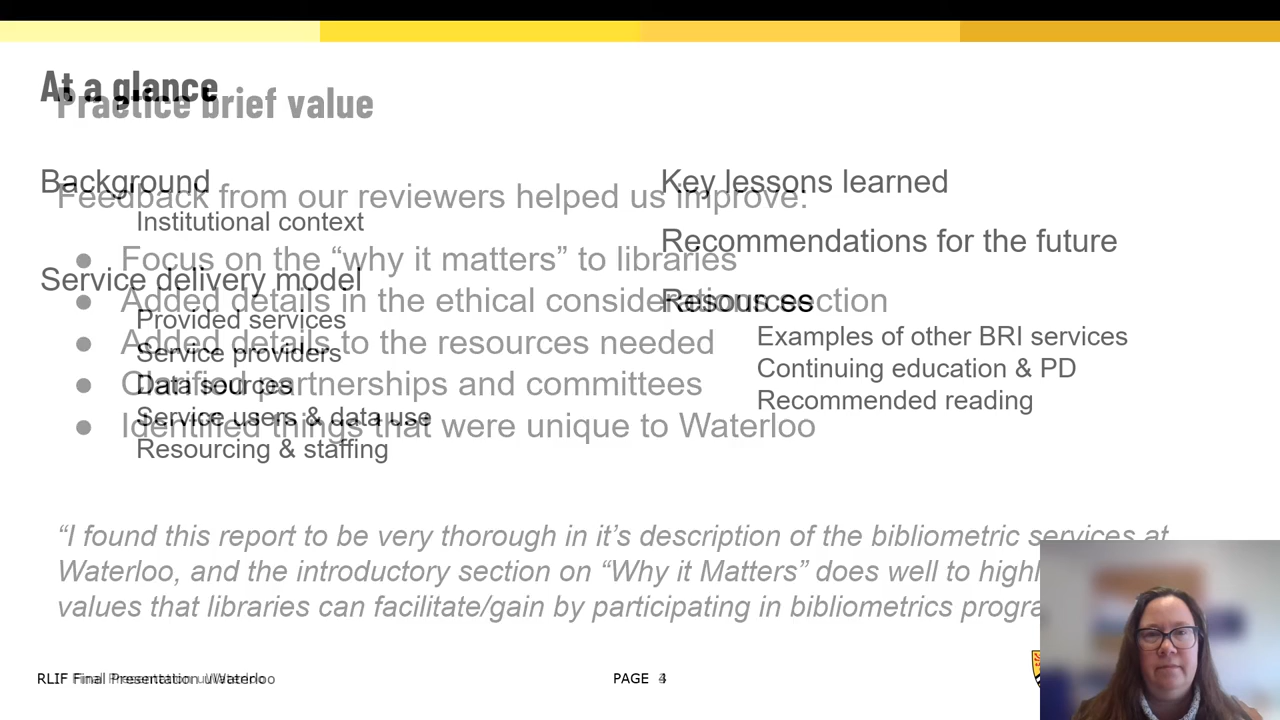 At a glance
Background
Institutional context
Service delivery model
Provided services
Service providers
Data sources
Service users & data use
Resourcing & staffing
Key lessons learned
Recommendations for the future
Resources
Examples of other BRI services
Continuing education & PD
Recommended reading
Practice brief value
Feedback from our reviewers helped us improve:
● Focus on the “why it matters” to libraries
● Added details in the ethical considerations section
● Added details to the resources needed
● Clarified partnerships and committees
● Identified things that were unique to Waterloo
“I found this report to be very thorough in it’s description of the bibliometric services at
Waterloo, and the introductory section on “Why it Matters” does well to
values that libraries can facilitate/gain by participating in bibliometrics
RLIF Final Presentation uWaterloo
PAGE